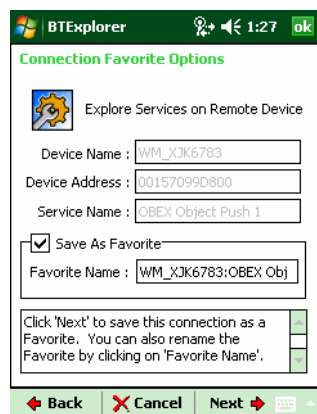 BTExplorer 1:27 ok
Connection Favorite Options
Explore Services on Remote Device
Device Name : WM_XJK6783
Device Address : 00157099D800
Service Name : OBEX Object Push 1
Save As Favorite
Favorite Name : WM_XJK6783:OBEX Obj
Click 'Next' to save this connection as a
Favorite. You can also rename the
Favorite by clicking on 'Favorite Name'.
Back Cancel Next